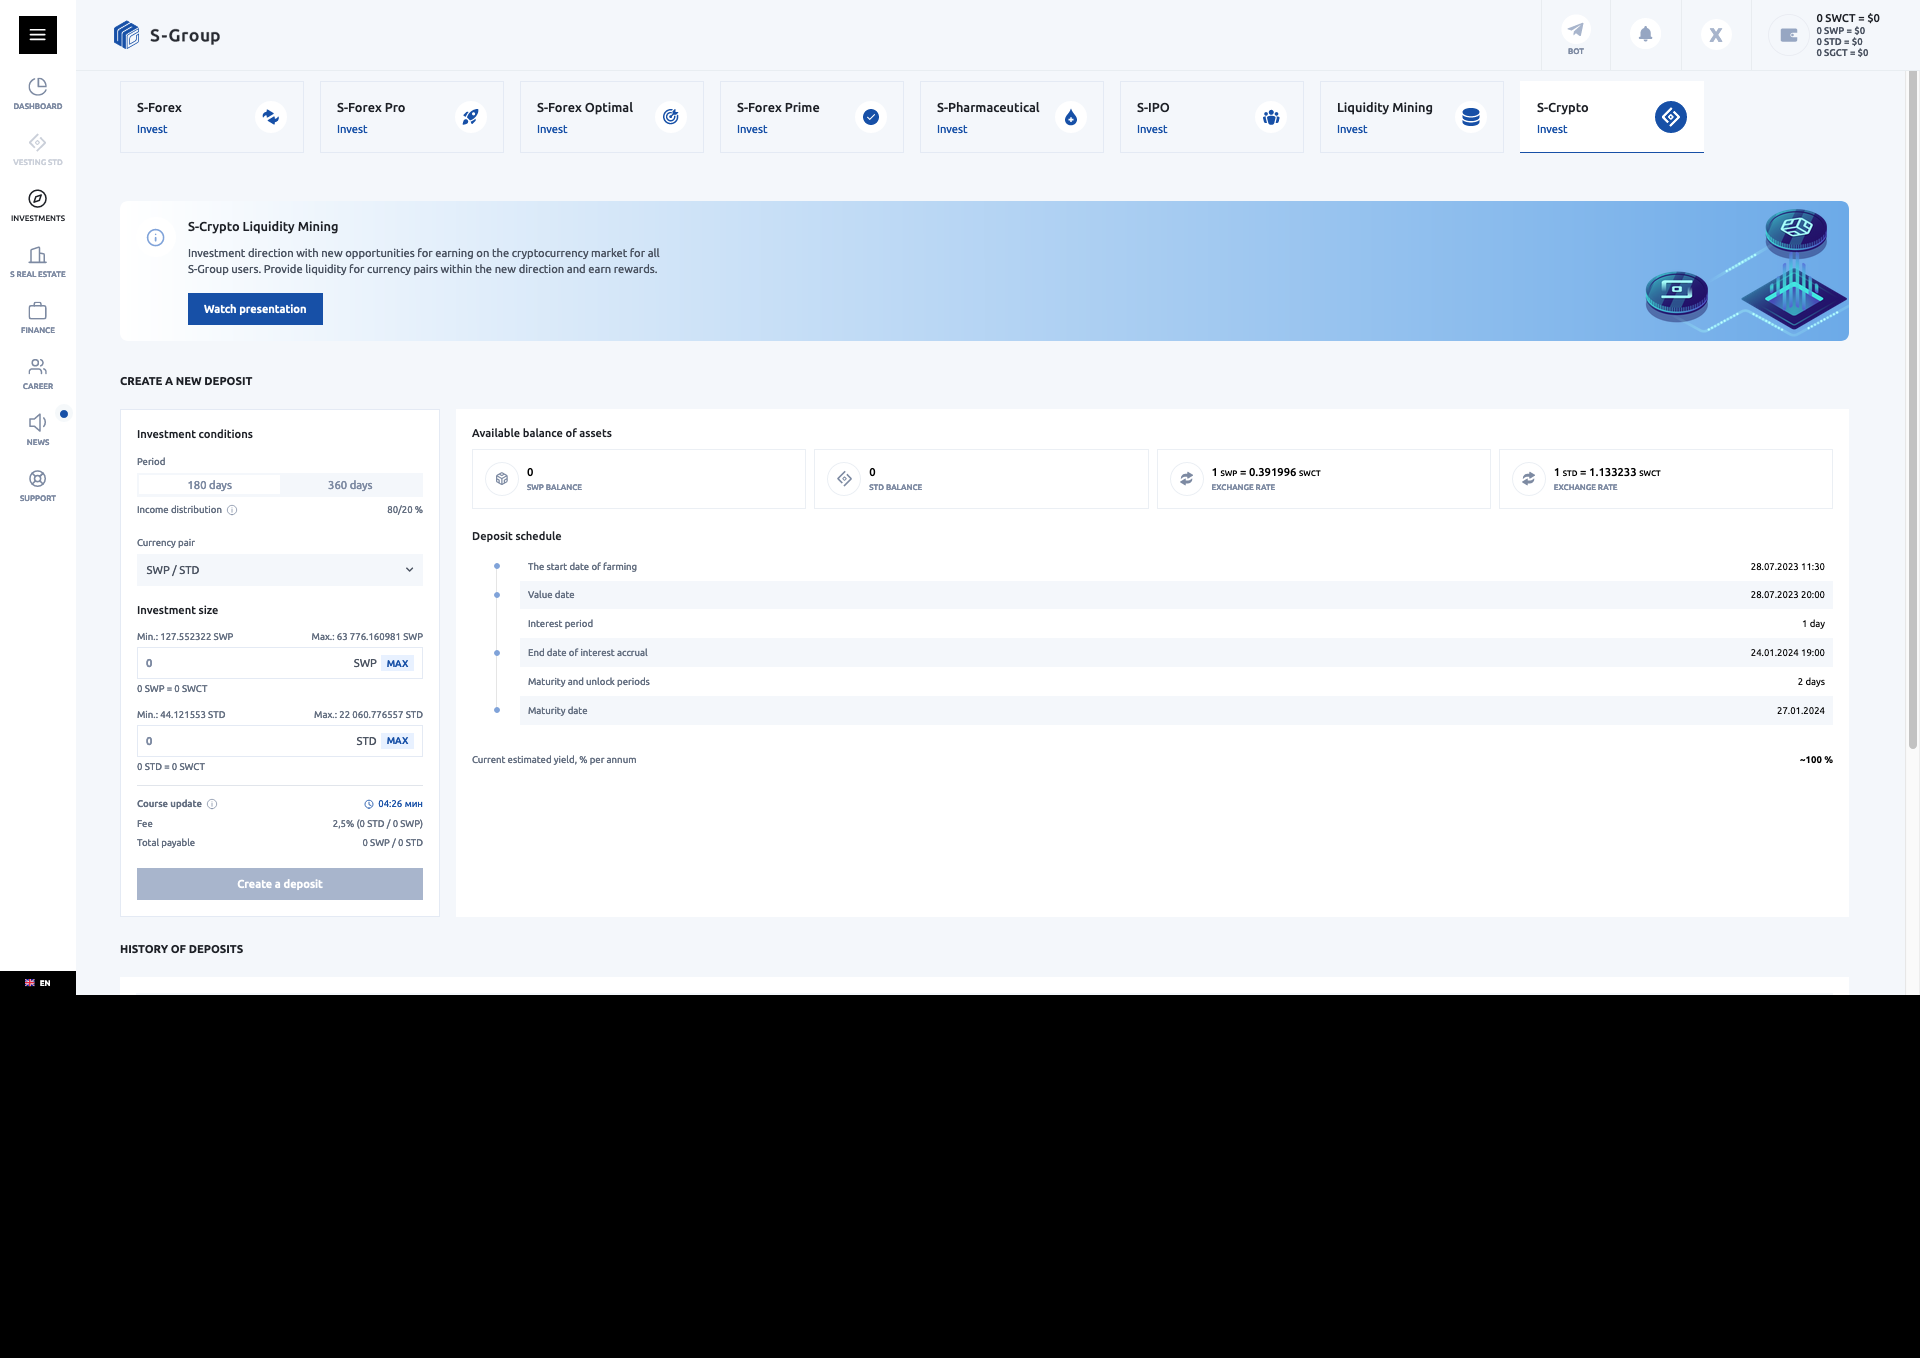 S-Group
BOT
X
0 SWCT = $0
0 SWP = $0
0 STD = $0
0 SGCT = $0
DASHBOARD
VESTING STD
INVESTMENTS
S REAL ESTATE
FINANCE
CAREER
NEWS
SUPPORT
EN
S-Forex
Invest
S-Forex Pro
Invest
S-Forex Optimal
Invest
S-Forex Prime
Invest
S-Pharmaceutical
Invest
S-IPO
Invest
Liquidity Mining
Invest
S-Crypto
Invest
S-Crypto Liquidity Mining
Investment direction with new opportunities for earning on the cryptocurrency market for all
S-Group users. Provide liquidity for currency pairs within the new direction and earn rewards.
Watch presentation
CREATE A NEW DEPOSIT
Investment conditions
Period
180 days 360 days
Income distribution 80/20 %
Currency pair
SWP / STD
Investment size
Min.: 127.552322 SWP Max.: 63 776.160981 SWP
0 SWP MAX
0 SWP = 0 SWCT
Min.: 44.121553 STD Max.: 22 060.776557 STD
0 STD MAX
0 STD = 0 SWCT
Course update 04:26 мин
Fee 2,5% (0 STD / 0 SWP)
Total payable 0 SWP / 0 STD
Create a deposit
Available balance of assets
0
SWP BALANCE
0
STD BALANCE
1 SWP = 0.391996 SWCT
EXCHANGE RATE
1 STD = 1.133233 SWCT
EXCHANGE RATE
Deposit schedule
The start date of farming 28.07.2023 11:30
Value date 28.07.2023 20:00
Interest period 1 day
End date of interest accrual 24.01.2024 19:00
Maturity and unlock periods 2 days
Maturity date 27.01.2024
Current estimated yield, % per annum ~100 %
HISTORY OF DEPOSITS